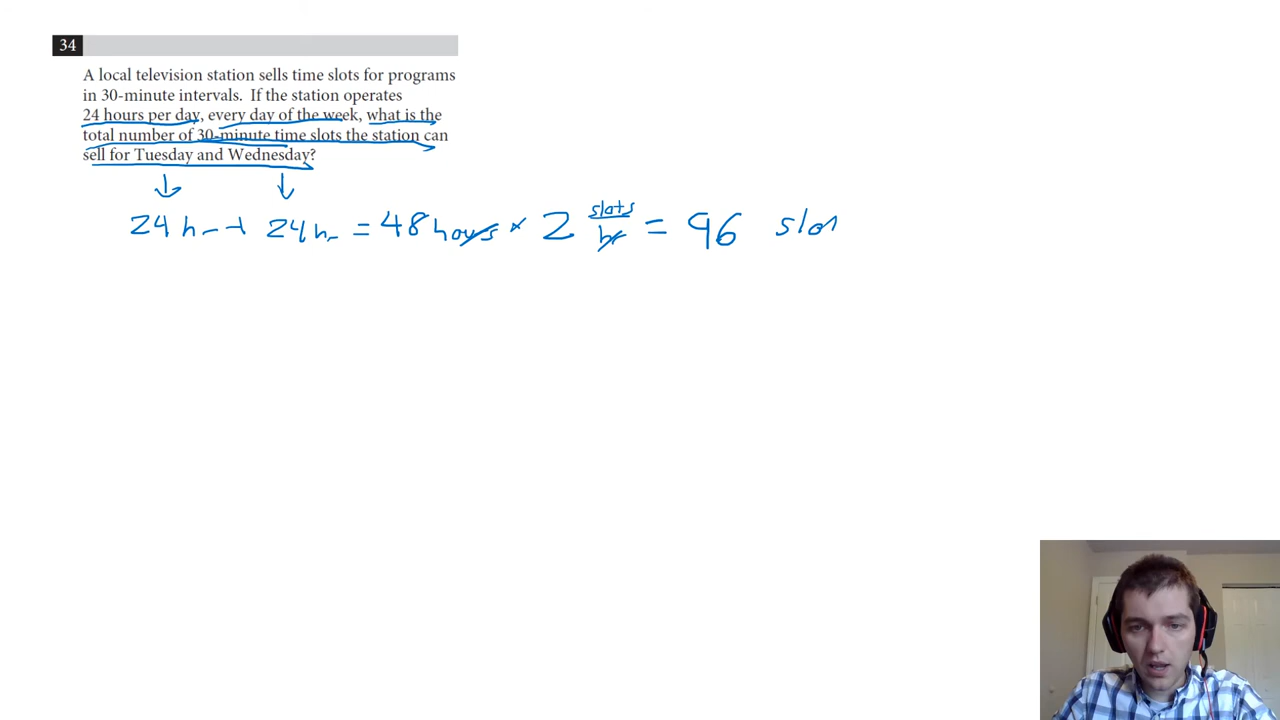 34
A local television station sells time slots for programs
in 30-minute intervals. If the station operates
24 hours per day, every day of the week, what is the
total number of 30-minute time slots the station can
sell for Tuesday and Wednesday?
24 hr + 24 hr = 48 hours × 2 slots/hr = 96 slot